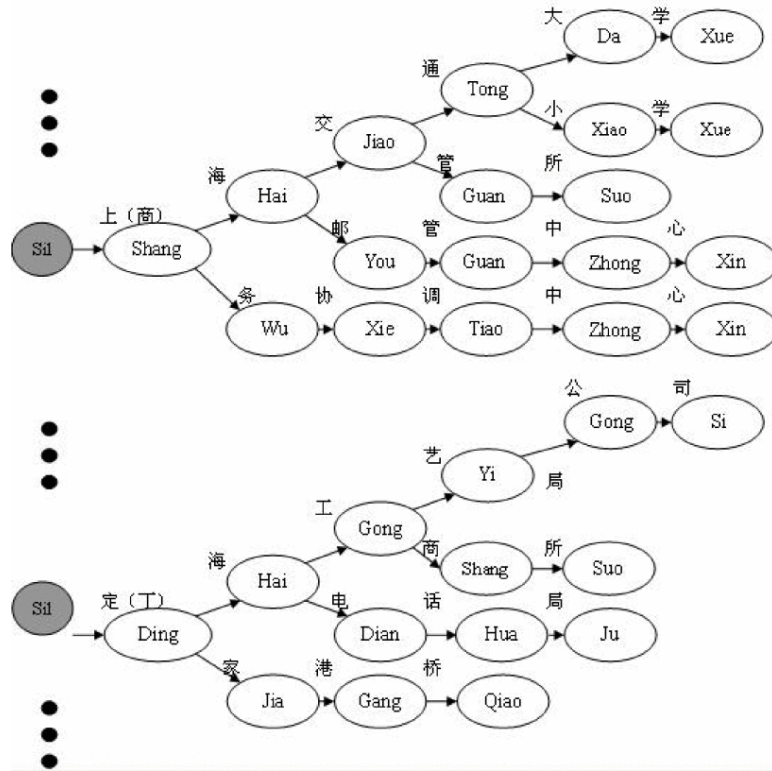 大 学
Da Xue
通
Tong
小 学
Xiao Xue
交
Jiao
管 所
Guan Suo
海
Hai
邮 管 中 心
You Guan Zhong Xin
上（商）
Sil Shang
务 协 调 中 心
Wu Xie Tiao Zhong Xin
公 司
Gong Si
艺
Yi
局
工
Gong
商 所
Shang Suo
海
Hai
电 话 局
Dian Hua Ju
定（丁）
Sil Ding
家 港 桥
Jia Gang Qiao